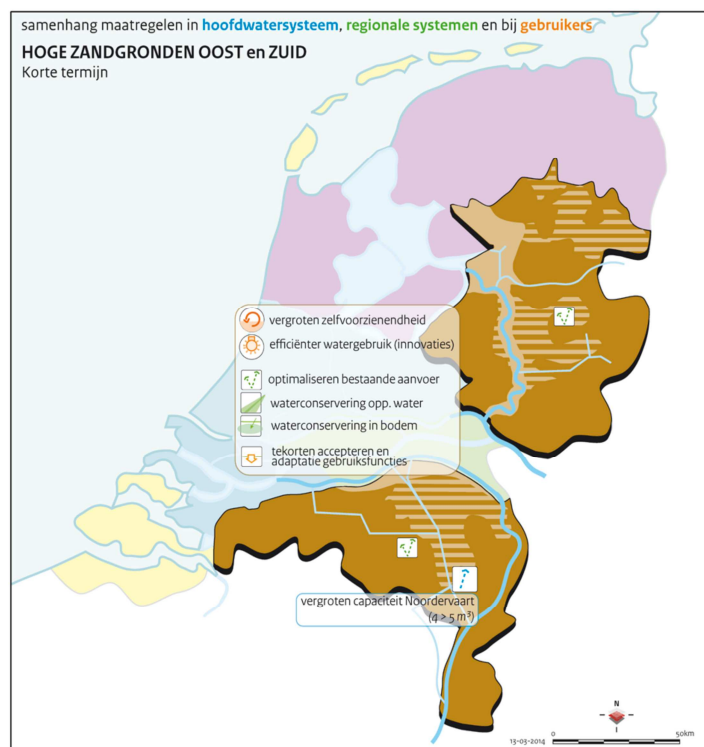 samenhang maatregelen in hoofdwatersysteem, regionale systemen en bij gebruikers
HOGE ZANDGRONDEN OOST en ZUID
Korte termijn
vergroten zelfvoorzienendheid
efficiënter watergebruik (innovaties)
optimaliseren bestaande aanvoer
waterconservering opp. water
waterconservering in bodem
tekorten accepteren en
adaptatie gebruiksfuncties
vergroten capaciteit Noordervaart
(4 > 5 m³)
N
13-03-2014
50km